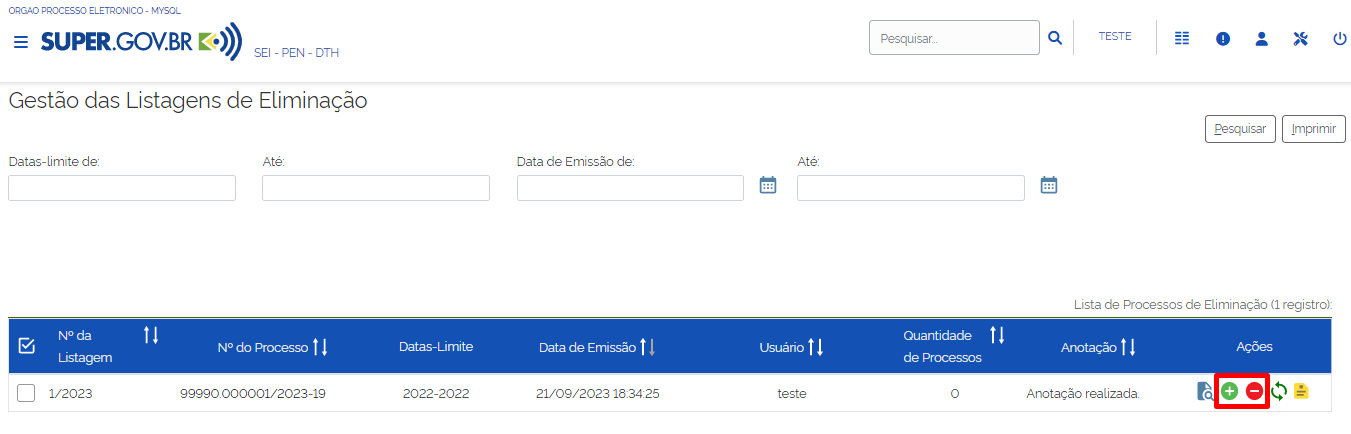 ORGAO PROCESSO ELETRONICO - MYSQL
SUPER.GOV.BR
SEI - PEN - DTH
Pesquisar...
TESTE
Gestão das Listagens de Eliminação
Pesquisar
Imprimir
Datas-limite de:
Até:
Data de Emissão de:
Até:
Lista de Processos de Eliminação (1 registro):
Nº da
Listagem
Nº do Processo
Datas-Limite
Data de Emissão
Usuário
Quantidade
de Processos
Anotação
Ações
1/2023
99990.000001/2023-19
2022-2022
21/09/2023 18:34:25
teste
0
Anotação realizada.